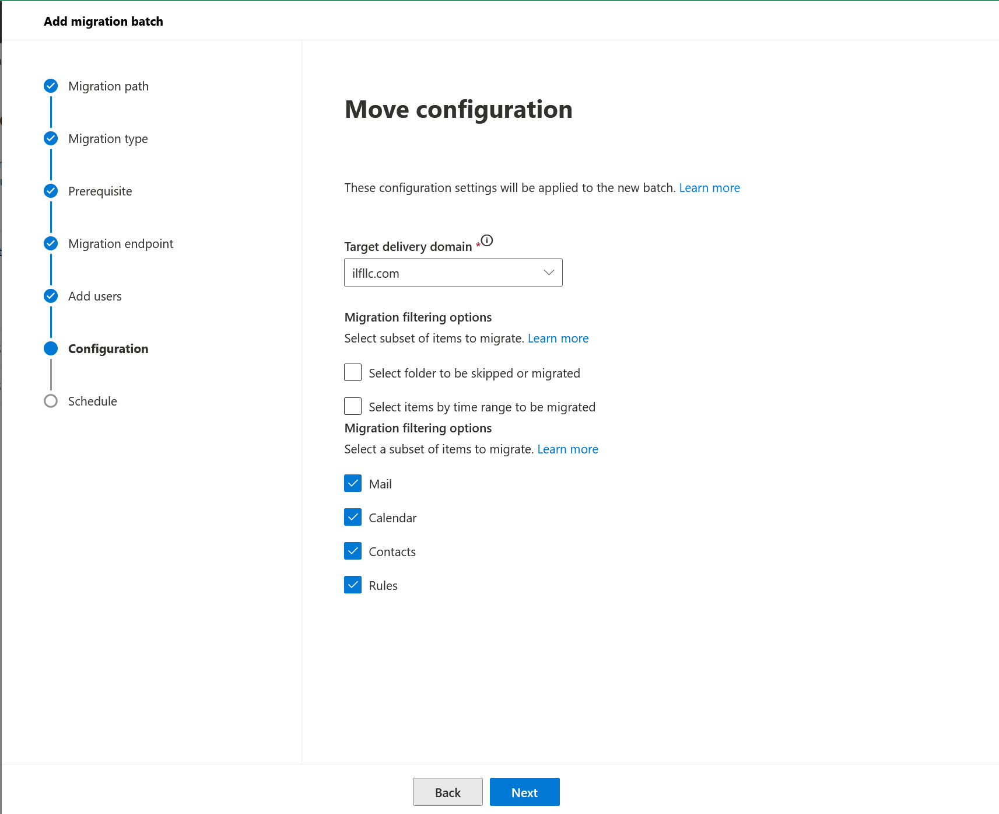 Add migration batch
Migration path
Migration type
Prerequisite
Migration endpoint
Add users
Configuration
Schedule
Move configuration
These configuration settings will be applied to the new batch. Learn more
Target delivery domain *
ilfllc.com
Migration filtering options
Select subset of items to migrate. Learn more
Select folder to be skipped or migrated
Select items by time range to be migrated
Migration filtering options
Select a subset of items to migrate. Learn more
Mail
Calendar
Contacts
Rules
Back
Next